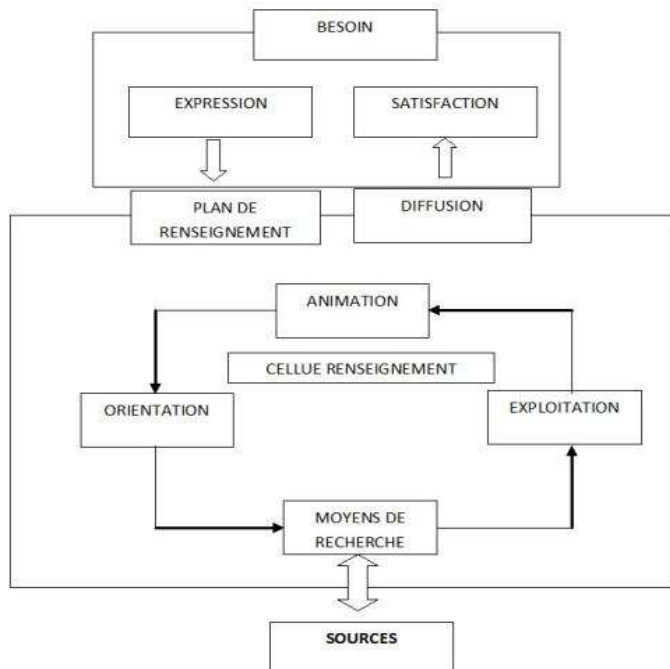 BESOIN
EXPRESSION
SATISFACTION
PLAN DE
RENSEIGNEMENT
DIFFUSION
ANIMATION
CELLUE RENSEIGNEMENT
ORIENTATION
EXPLOITATION
MOYENS DE
RECHERCHE
SOURCES